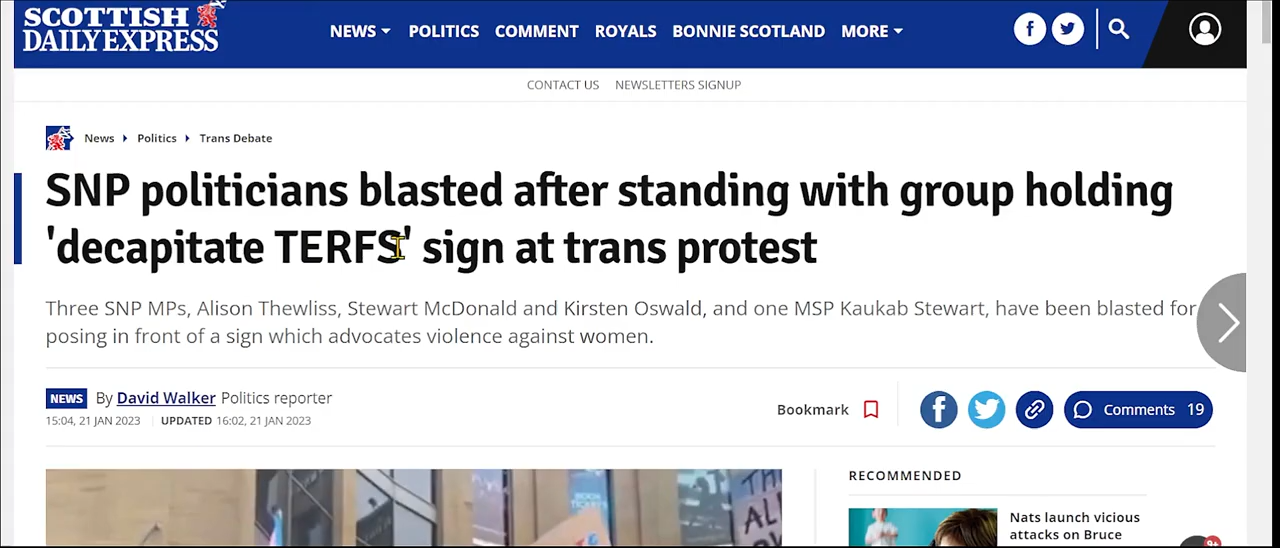 SCOTTISH
DAILY EXPRESS
NEWS POLITICS COMMENT ROYALS BONNIE SCOTLAND MORE
CONTACT US NEWSLETTERS SIGNUP
News Politics Trans Debate
SNP politicians blasted after standing with group holding
'decapitate TERFS' sign at trans protest
Three SNP MPs, Alison Thewliss, Stewart McDonald and Kirsten Oswald, and one MSP Kaukab Stewart, have been blasted for
posing in front of a sign which advocates violence against women.
NEWS By David Walker Politics reporter
15:04, 21 JAN 2023 UPDATED 16:02, 21 JAN 2023
Bookmark
Comments 19
RECOMMENDED
Nats launch vicious
attacks on Bruce
BOOK
TICKETS
9+